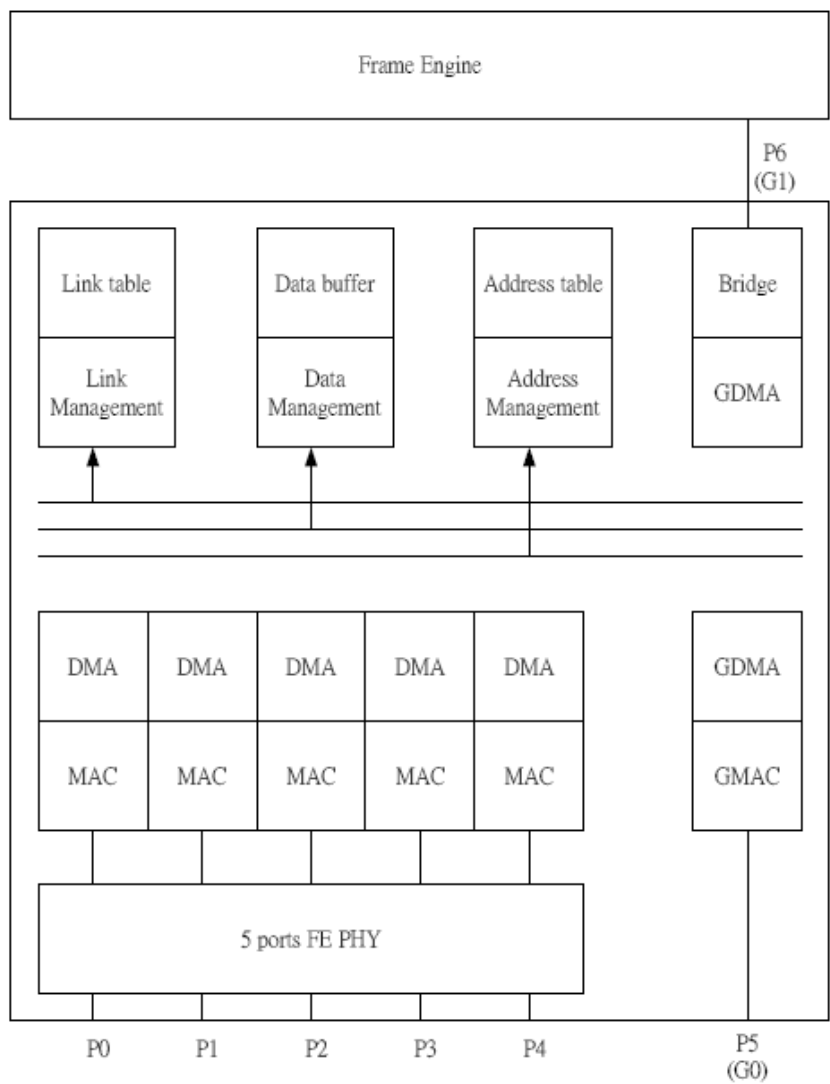 Frame Engine
P6
(G1)
Link table
Data buffer
Address table
Bridge
Link
Management
Data
Management
Address
Management
GDMA
DMA
DMA
DMA
DMA
DMA
GDMA
MAC
MAC
MAC
MAC
MAC
GMAC
5 ports FE PHY
P0
P1
P2
P3
P4
P5
(G0)